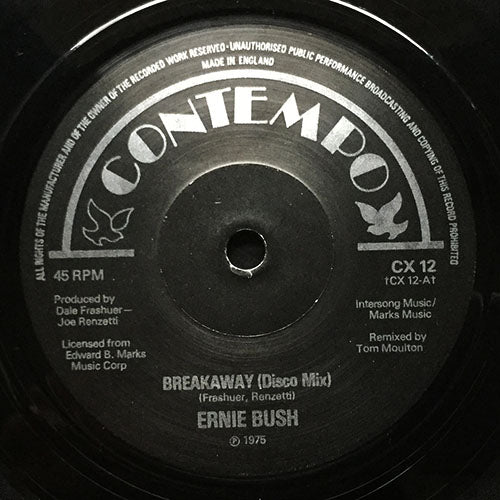 ALL RIGHTS OF THE MANUFACTURER AND OF THE OWNER OF THE RECORDED WORK RESERVED · UNAUTHORISED PUBLIC PERFORMANCE BROADCASTING AND COPYING OF THIS RECORD PROHIBITED
MADE IN ENGLAND
CONTEMPO
45 RPM
CX 12
†CX 12-A†
Produced by
Dale Frashuer—
Joe Renzetti
Intersong Music/
Marks Music
Licensed from
Edward B. Marks
Music Corp
Remixed by
Tom Moulton
BREAKAWAY (Disco Mix)
(Frashuer, Renzetti)
ERNIE BUSH
℗ 1975